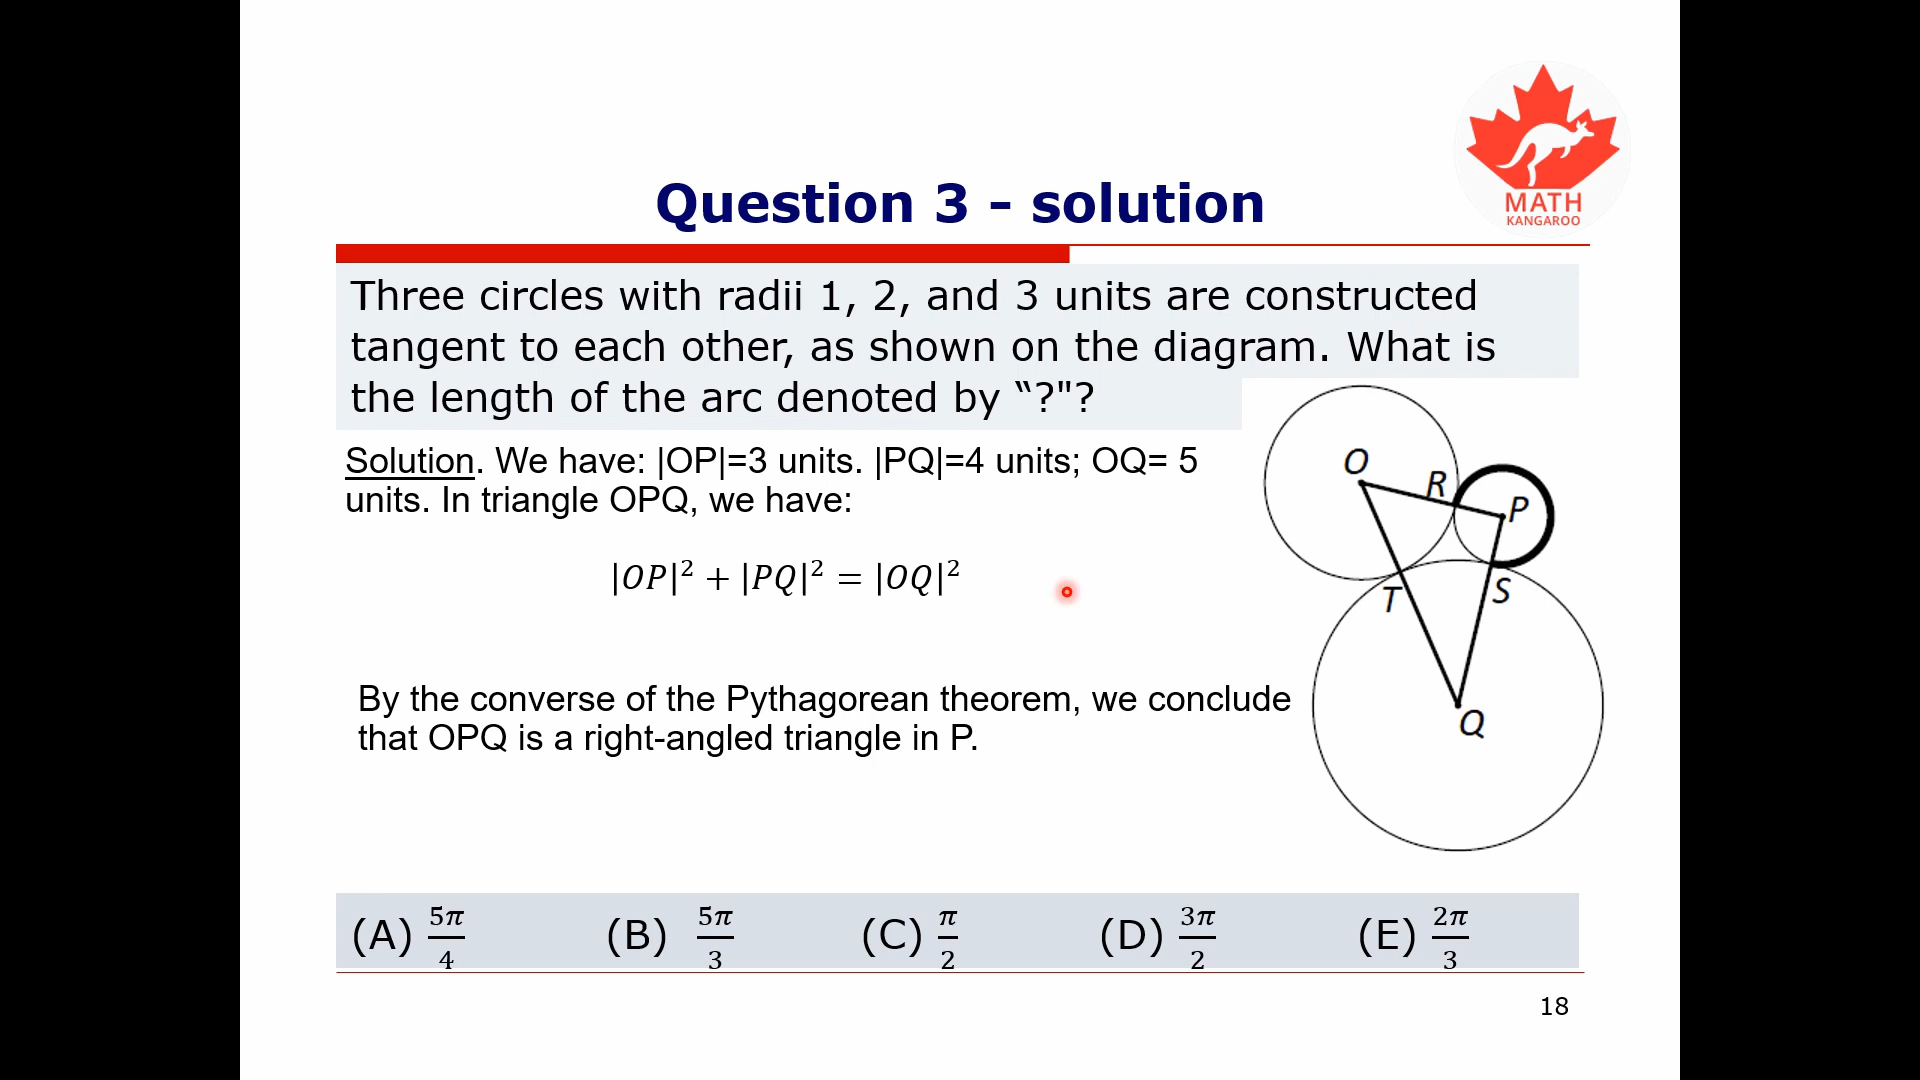 MATH
KANGAROO
Question 3 – solution
Three circles with radii 1, 2, and 3 units are constructed
tangent to each other, as shown on the diagram. What is
the length of the arc denoted by “?"?
Solution. We have: |OP|=3 units. |PQ|=4 units; OQ= 5
units. In triangle OPQ, we have:
|OP|² + |PQ|² = |OQ|²
By the converse of the Pythagorean theorem, we conclude
that OPQ is a right-angled triangle in P.
O
R
P
T
S
Q
(A) 5π/4 (B) 5π/3 (C) π/2 (D) 3π/2 (E) 2π/3
18